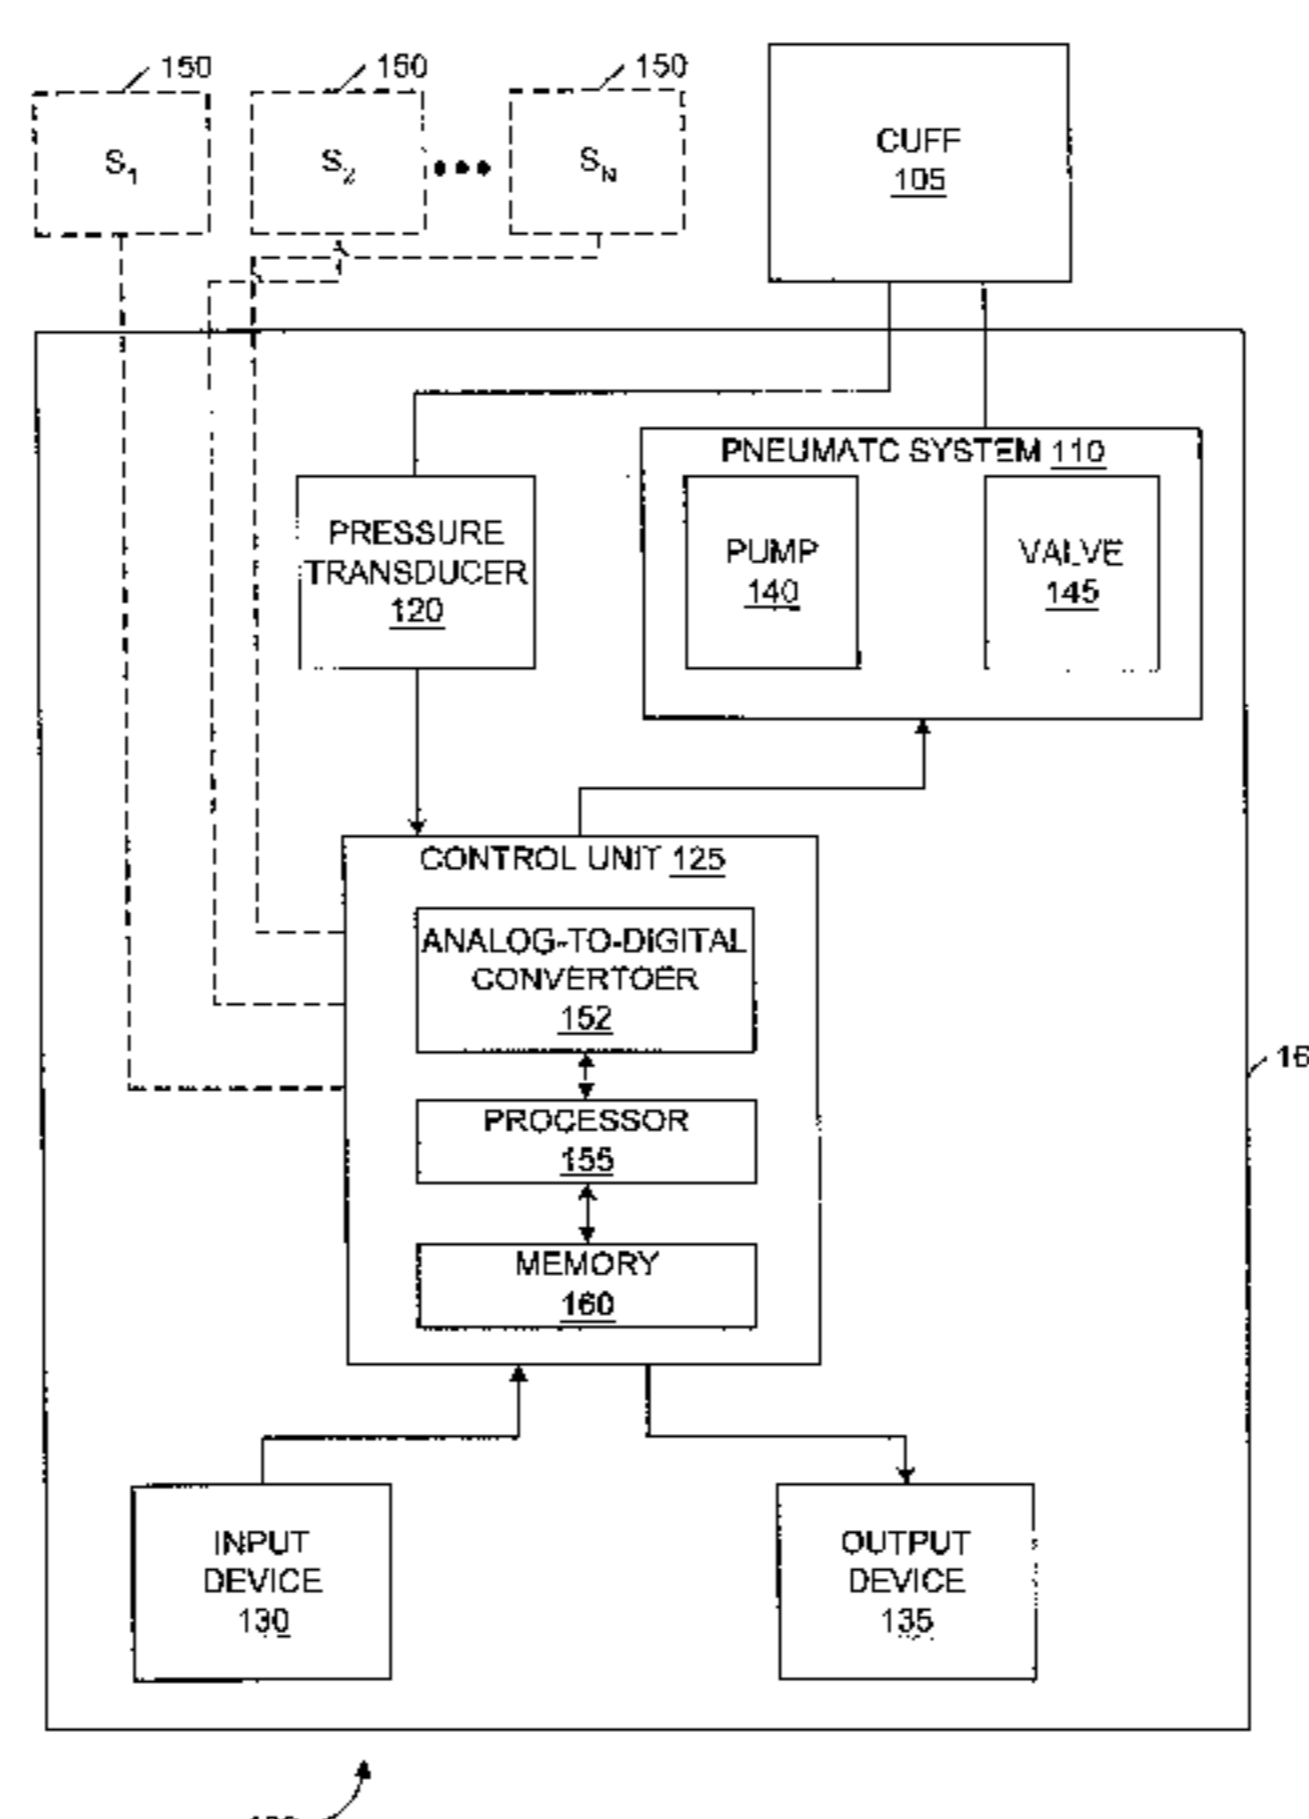 150 150 150
S1 S2 SN
CUFF
105
PNEUMATC SYSTEM 110
PRESSURE
TRANSDUCER
120
PUMP
140
VALVE
145
CONTROL UNIT 125
ANALOG-TO-DIGITAL
CONVERTOER
152
PROCESSOR
155
MEMORY
160
INPUT
DEVICE
130
OUTPUT
DEVICE
135